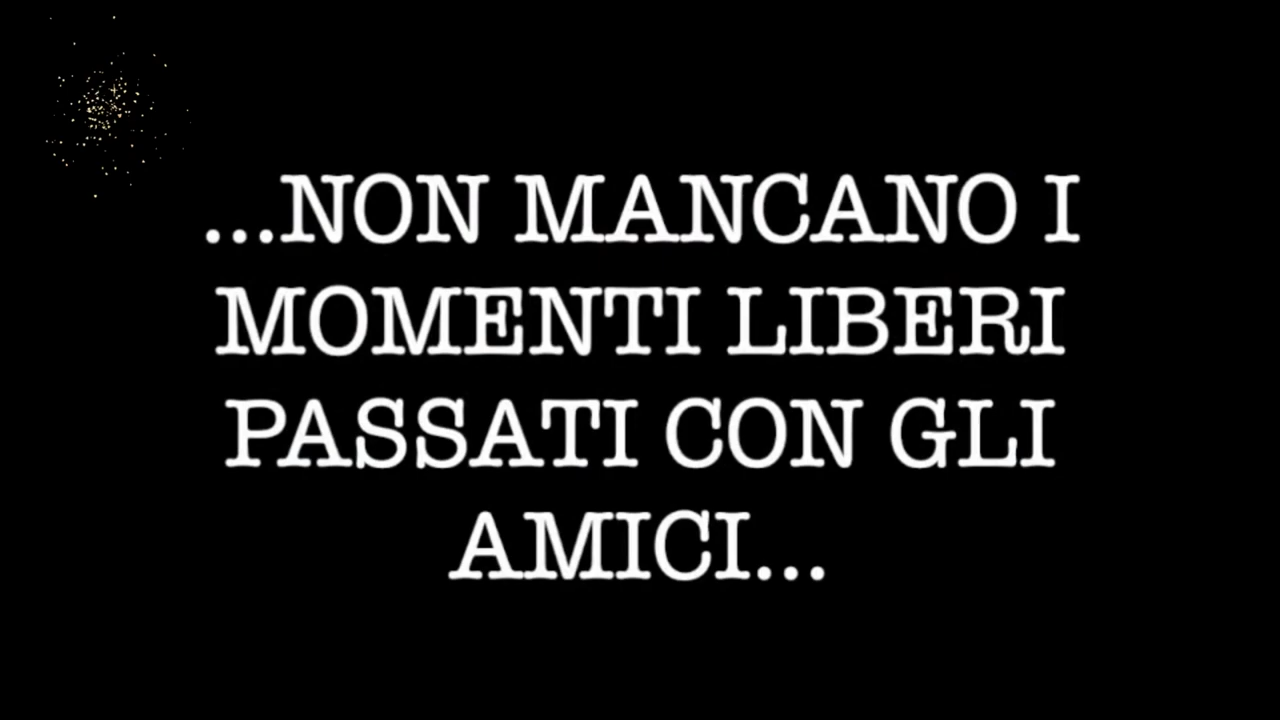 ...NON MANCANO I
MOMENTI LIBERI
PASSATI CON GLI
AMICI...